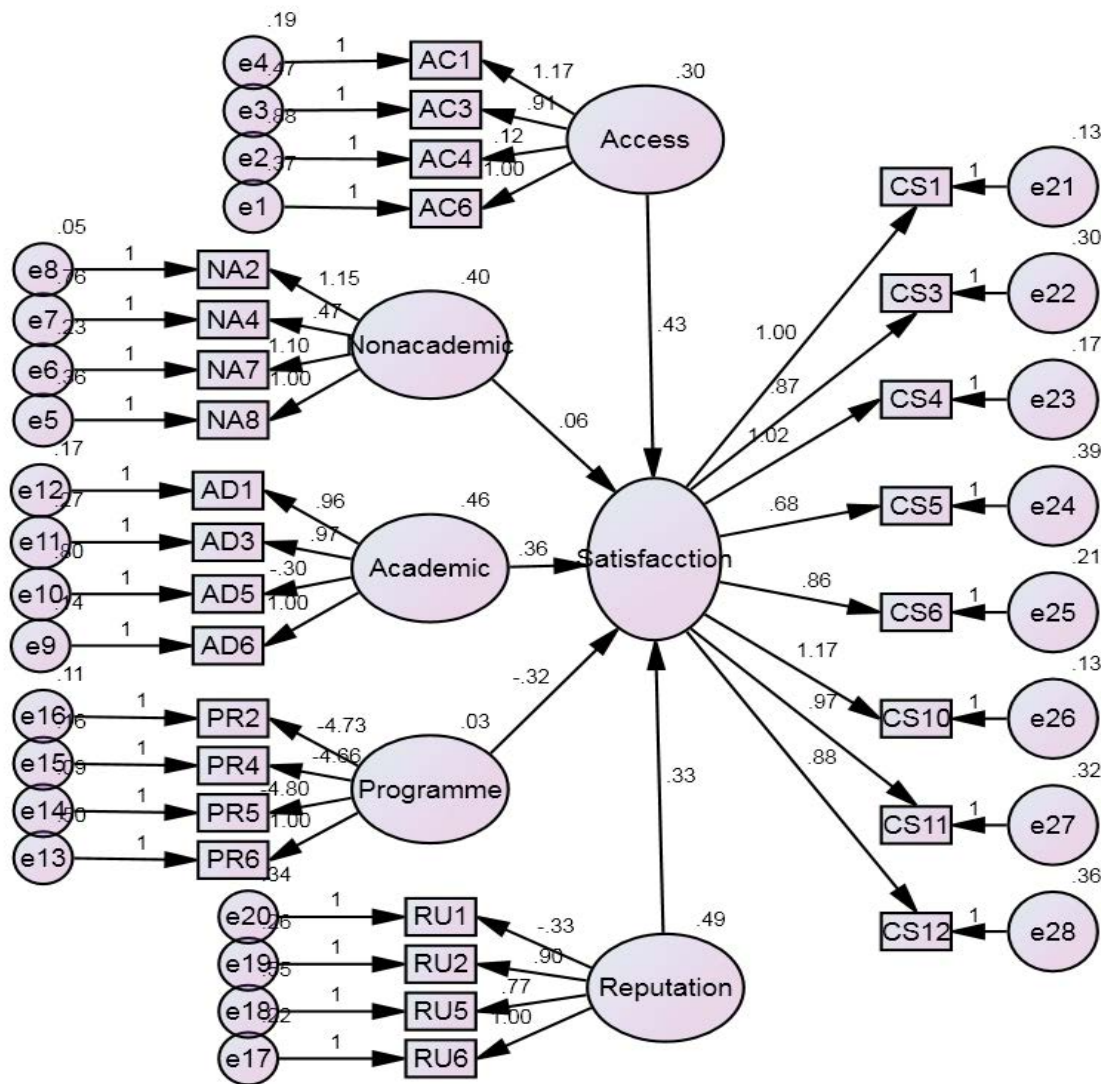 .19
e4 1 AC1 1.17 .30
.47
e3 1 AC3 .91 Access
.88
e2 1 AC4 .12
.37
e1 1 AC6 1.00
.05
e8 1 NA2 1.15 .40
.76
e7 1 NA4 .47 Nonacademic
.23
e6 1 NA7 1.10
.36
e5 1 NA8 1.00
.17
e12 1 AD1 .96 .46
.27
e11 1 AD3 .97 Academic
.80
e10 1 AD5 -.30
.14
e9 1 AD6 1.00
.11
e16 1 PR2 -4.73 .03
.16
e15 1 PR4 -4.66 Programme
.09
e14 1 PR5 -4.80
.50
e13 1 PR6 1.00
.34
e20 1 RU1 -.33 .49
.26
e19 1 RU2 .90 Reputation
.55
e18 1 RU5 .77
.22
e17 1 RU6 1.00
.43
.06
.36
-.32
.33
Satisfacction
.13
1.00 CS1 1 e21
.30
.87 CS3 1 e22
.17
1.02 CS4 1 e23
.39
.68 CS5 1 e24
.21
.86 CS6 1 e25
.13
1.17 CS10 1 e26
.32
.97 CS11 1 e27
.36
.88 CS12 1 e28